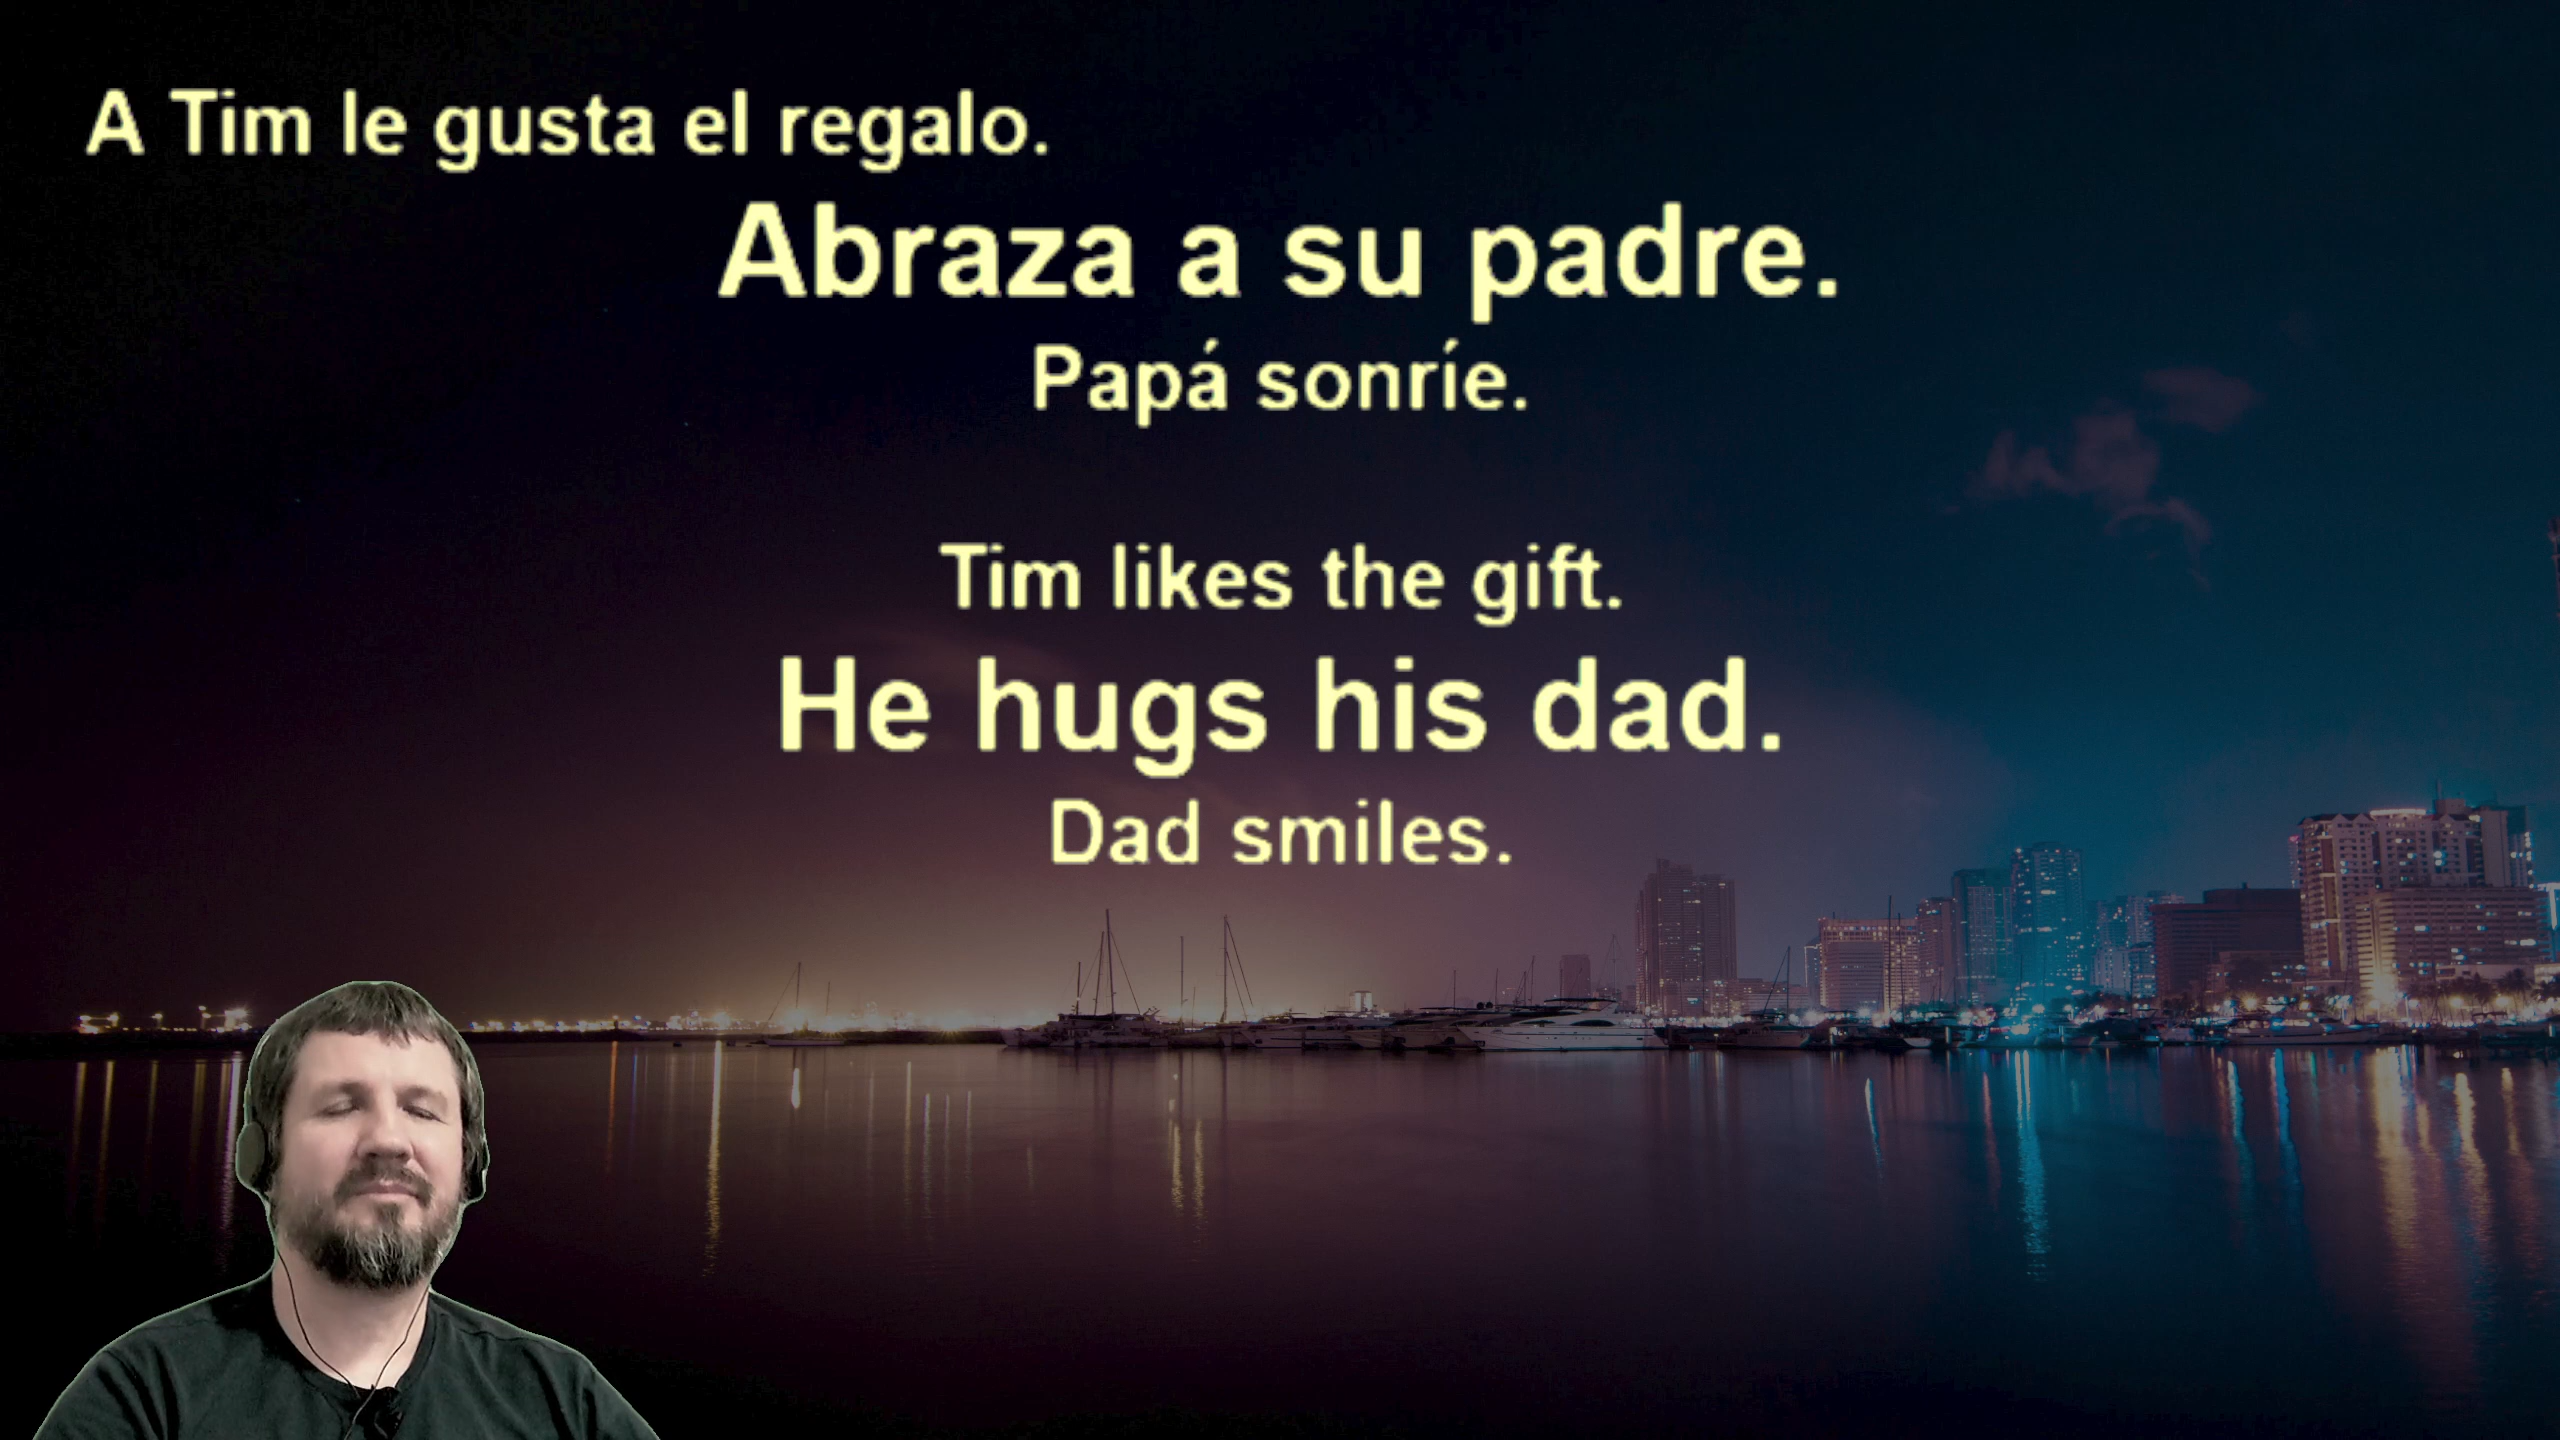 A Tim le gusta el regalo.
Abraza a su padre.
Papá sonríe.
Tim likes the gift.
He hugs his dad.
Dad smiles.